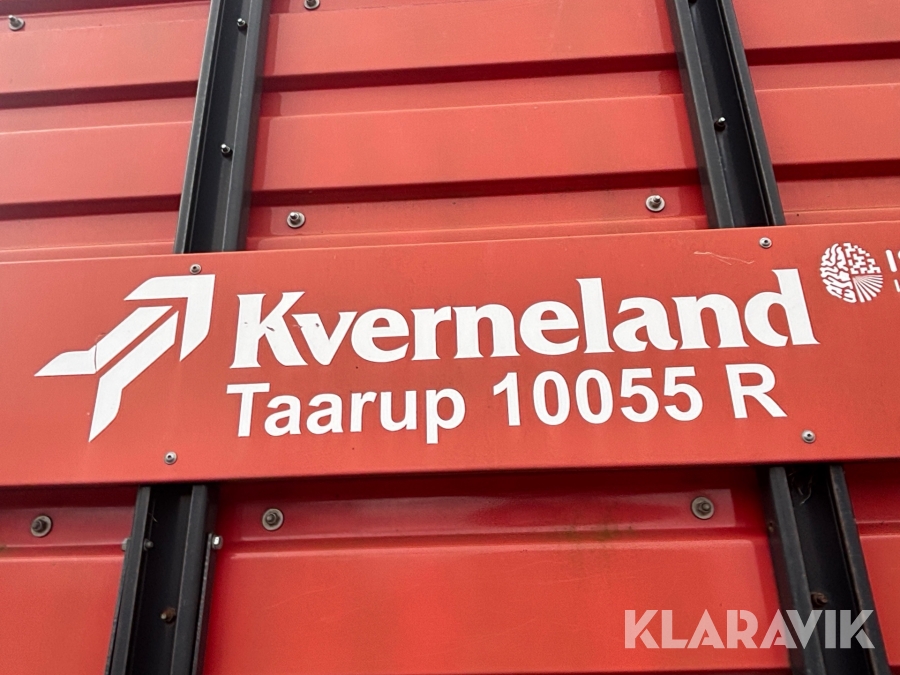 Kverneland
Taarup 10055 R
KLARAVIK